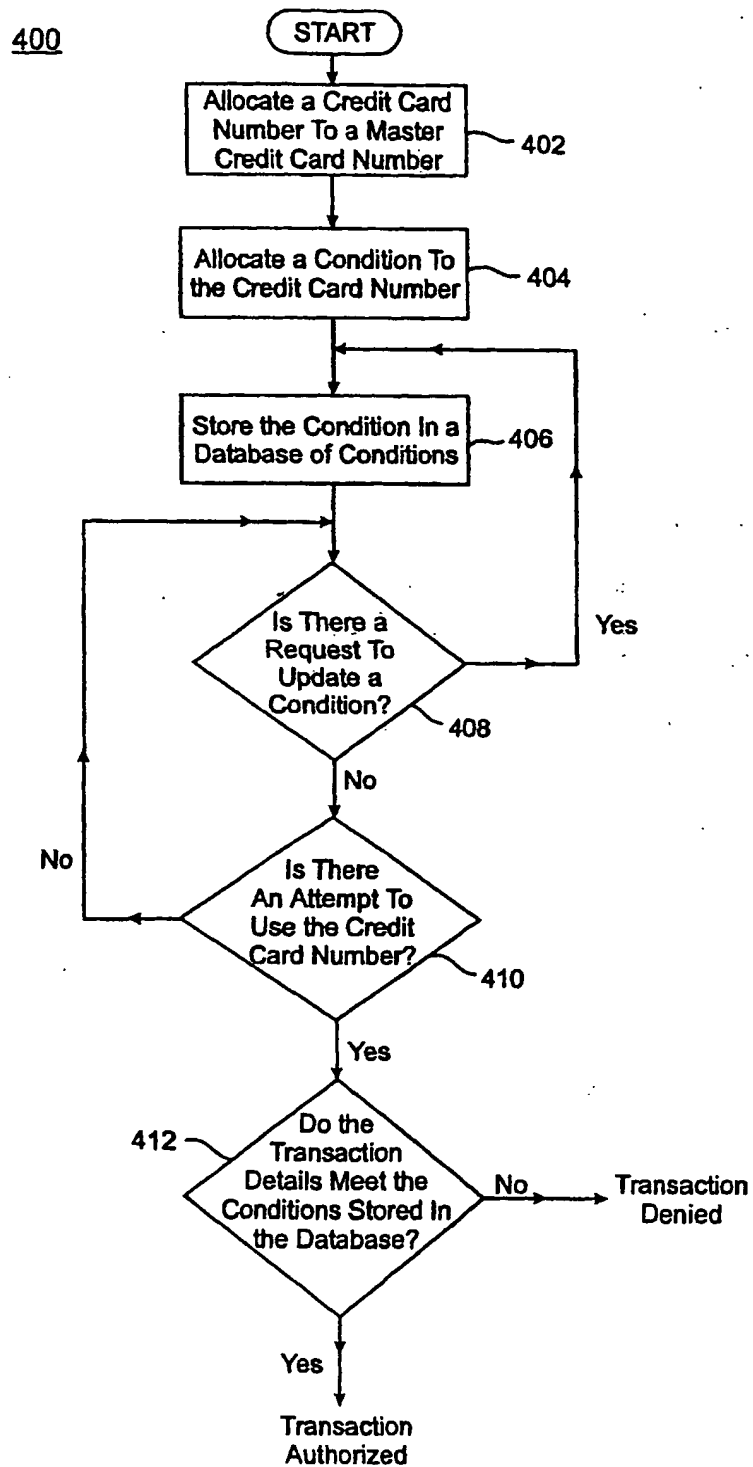 400
START
Allocate a Credit Card
Number To a Master
Credit Card Number
402
Allocate a Condition To
the Credit Card Number
404
Store the Condition In a
Database of Conditions
406
Is There a
Request To
Update a
Condition?
408
Yes
No
Is There
An Attempt To
Use the Credit
Card Number?
410
No
Yes
412
Do the
Transaction
Details Meet the
Conditions Stored In
the Database?
No
Transaction
Denied
Yes
Transaction
Authorized